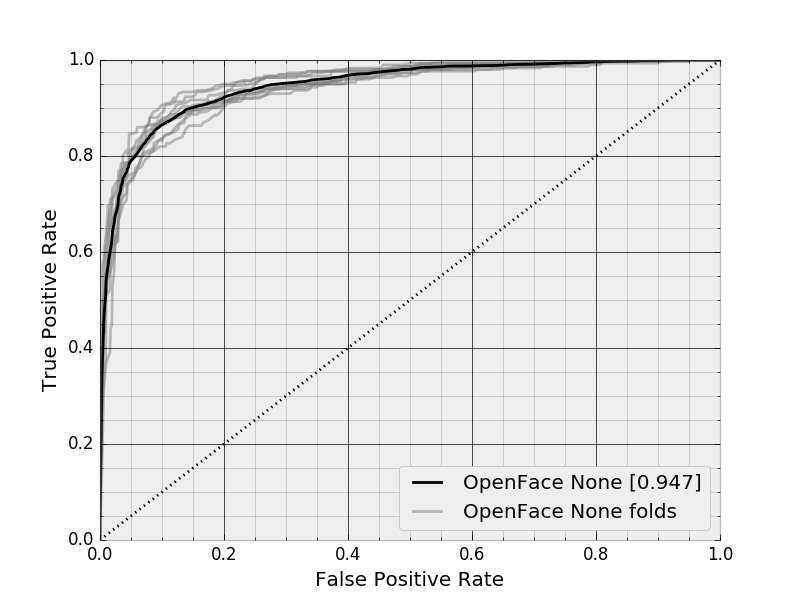 1.0
0.8
0.6
0.4
0.2
0.0
True Positive Rate
OpenFace None [0.947]
OpenFace None folds
0.0 0.2 0.4 0.6 0.8 1.0
False Positive Rate